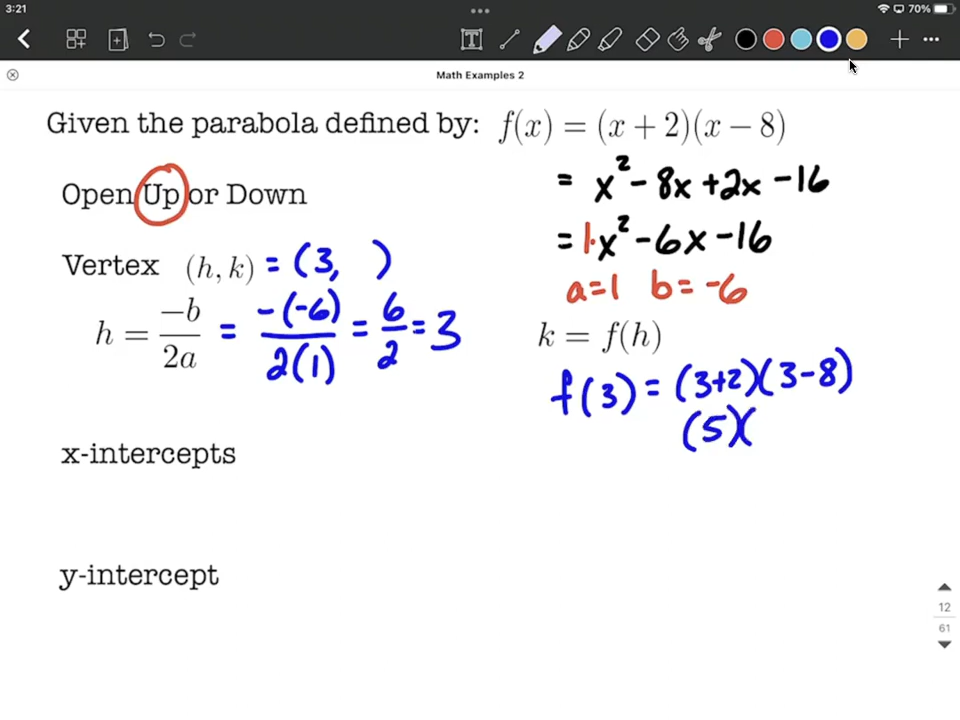 3:21
70%
Math Examples 2
Given the parabola defined by: f(x) = (x + 2)(x − 8)
= x² - 8x + 2x - 16
Open Up or Down
= 1·x² - 6x - 16
Vertex (h, k) = (3, )
a=1 b=-6
h = −b/2a = -(-6)/2(1) = 6/2 = 3
k = f(h)
f(3) = (3+2)(3-8)
(5)(
x-intercepts
y-intercept
12
61